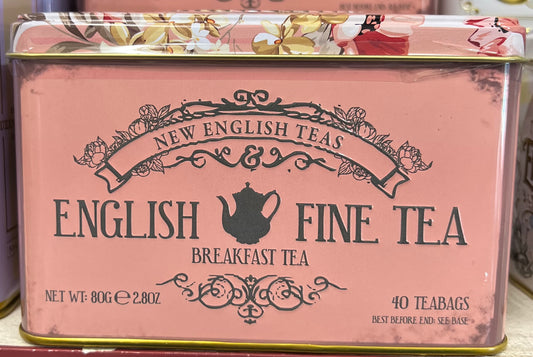 NEW ENGLISH TEAS
&
ENGLISH FINE TEA
BREAKFAST TEA
NET WT: 80G ℮ 2.8OZ
40 TEABAGS
BEST BEFORE END: SEE BASE